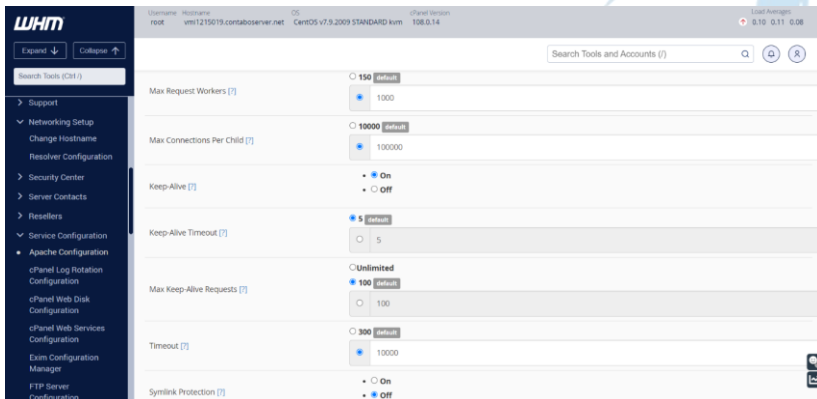 WHM
Username Hostname OS cPanel Version Load Averages
root vmi1215019.contaboserver.net CentOS v7.9.2009 STANDARD kvm 108.0.14 0.10 0.11 0.08
Expand Collapse
Search Tools and Accounts (/)
Search Tools (Ctrl /)
Support
Networking Setup
Change Hostname
Resolver Configuration
Security Center
Server Contacts
Resellers
Service Configuration
Apache Configuration
cPanel Log Rotation
Configuration
cPanel Web Disk
Configuration
cPanel Web Services
Configuration
Exim Configuration
Manager
FTP Server
Configuration
150 default
Max Request Workers [?]
1000
10000 default
Max Connections Per Child [?]
100000
On
Keep-Alive [?]
Off
5 default
Keep-Alive Timeout [?]
5
Unlimited
100 default
Max Keep-Alive Requests [?]
100
300 default
Timeout [?]
10000
On
Symlink Protection [?]
Off